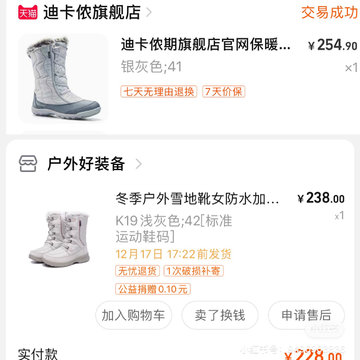 天猫 迪卡侬旗舰店 交易成功
迪卡侬期旗舰店官网保暖... ¥254.90
银灰色;41 ×1
七天无理由退换 7天价保
户外好装备
冬季户外雪地靴女防水加... ¥238.00
K19浅灰色;42[标准 x1
运动鞋码]
12月17日 17:22前发货
无忧退货 1次破损补寄
公益捐赠0.10元
加入购物车 卖了换钱 申请售后
实付款 ¥228.00